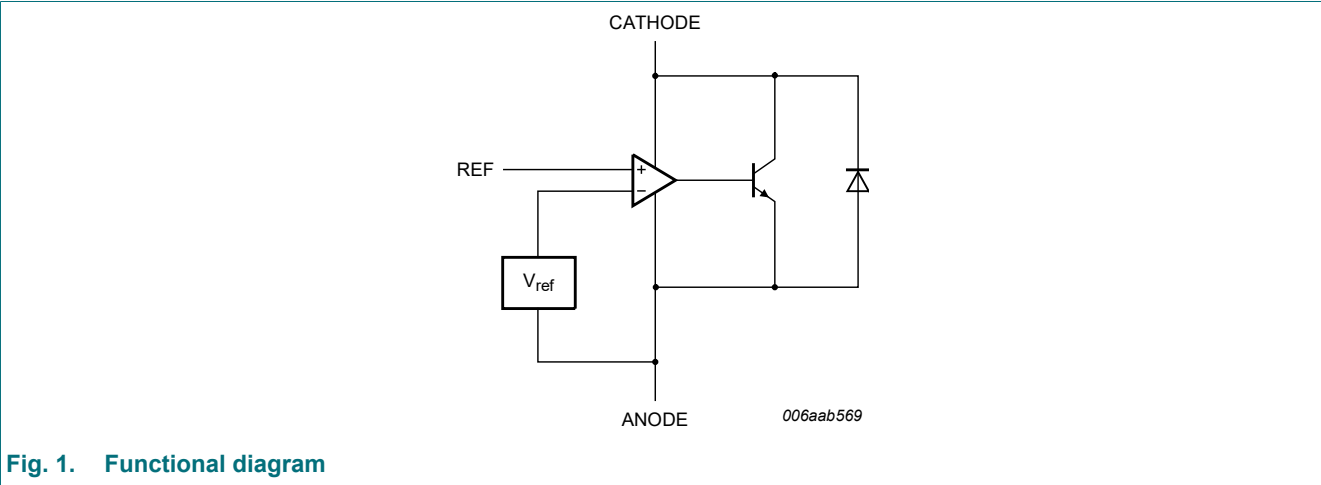 CATHODE
REF
+
−
V_ref
ANODE
006aab569
Fig. 1. Functional diagram